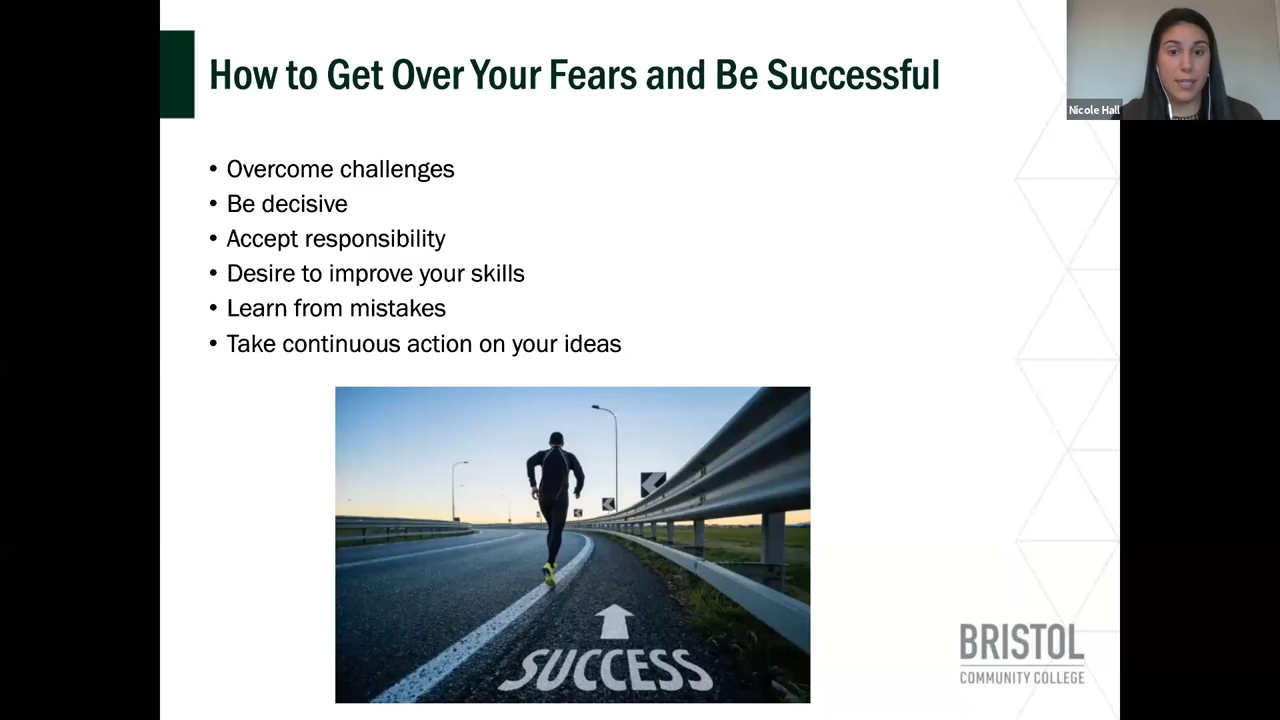 How to Get Over Your Fears and Be Successful
Nicole Hall
• Overcome challenges
• Be decisive
• Accept responsibility
• Desire to improve your skills
• Learn from mistakes
• Take continuous action on your ideas
SUCCESS
BRISTOL
COMMUNITY COLLEGE